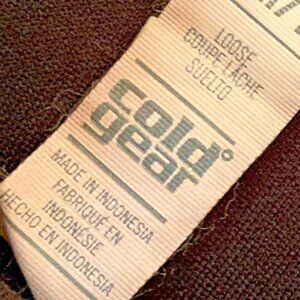 LOOSE
COUPE LÂCHE
SUELTO
cold
gear°
MADE IN INDONESIA
FABRIQUÉ EN
INDONÉSIE
HECHO EN INDONESIA